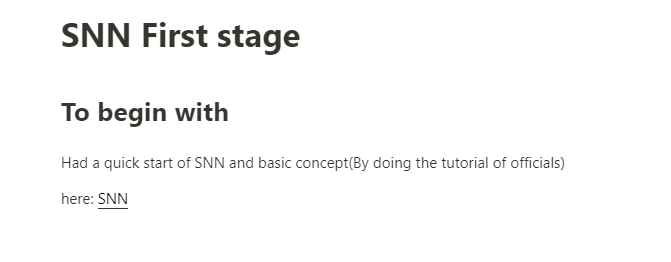 SNN First stage
To begin with
Had a quick start of SNN and basic concept(By doing the tutorial of officials)
here: SNN